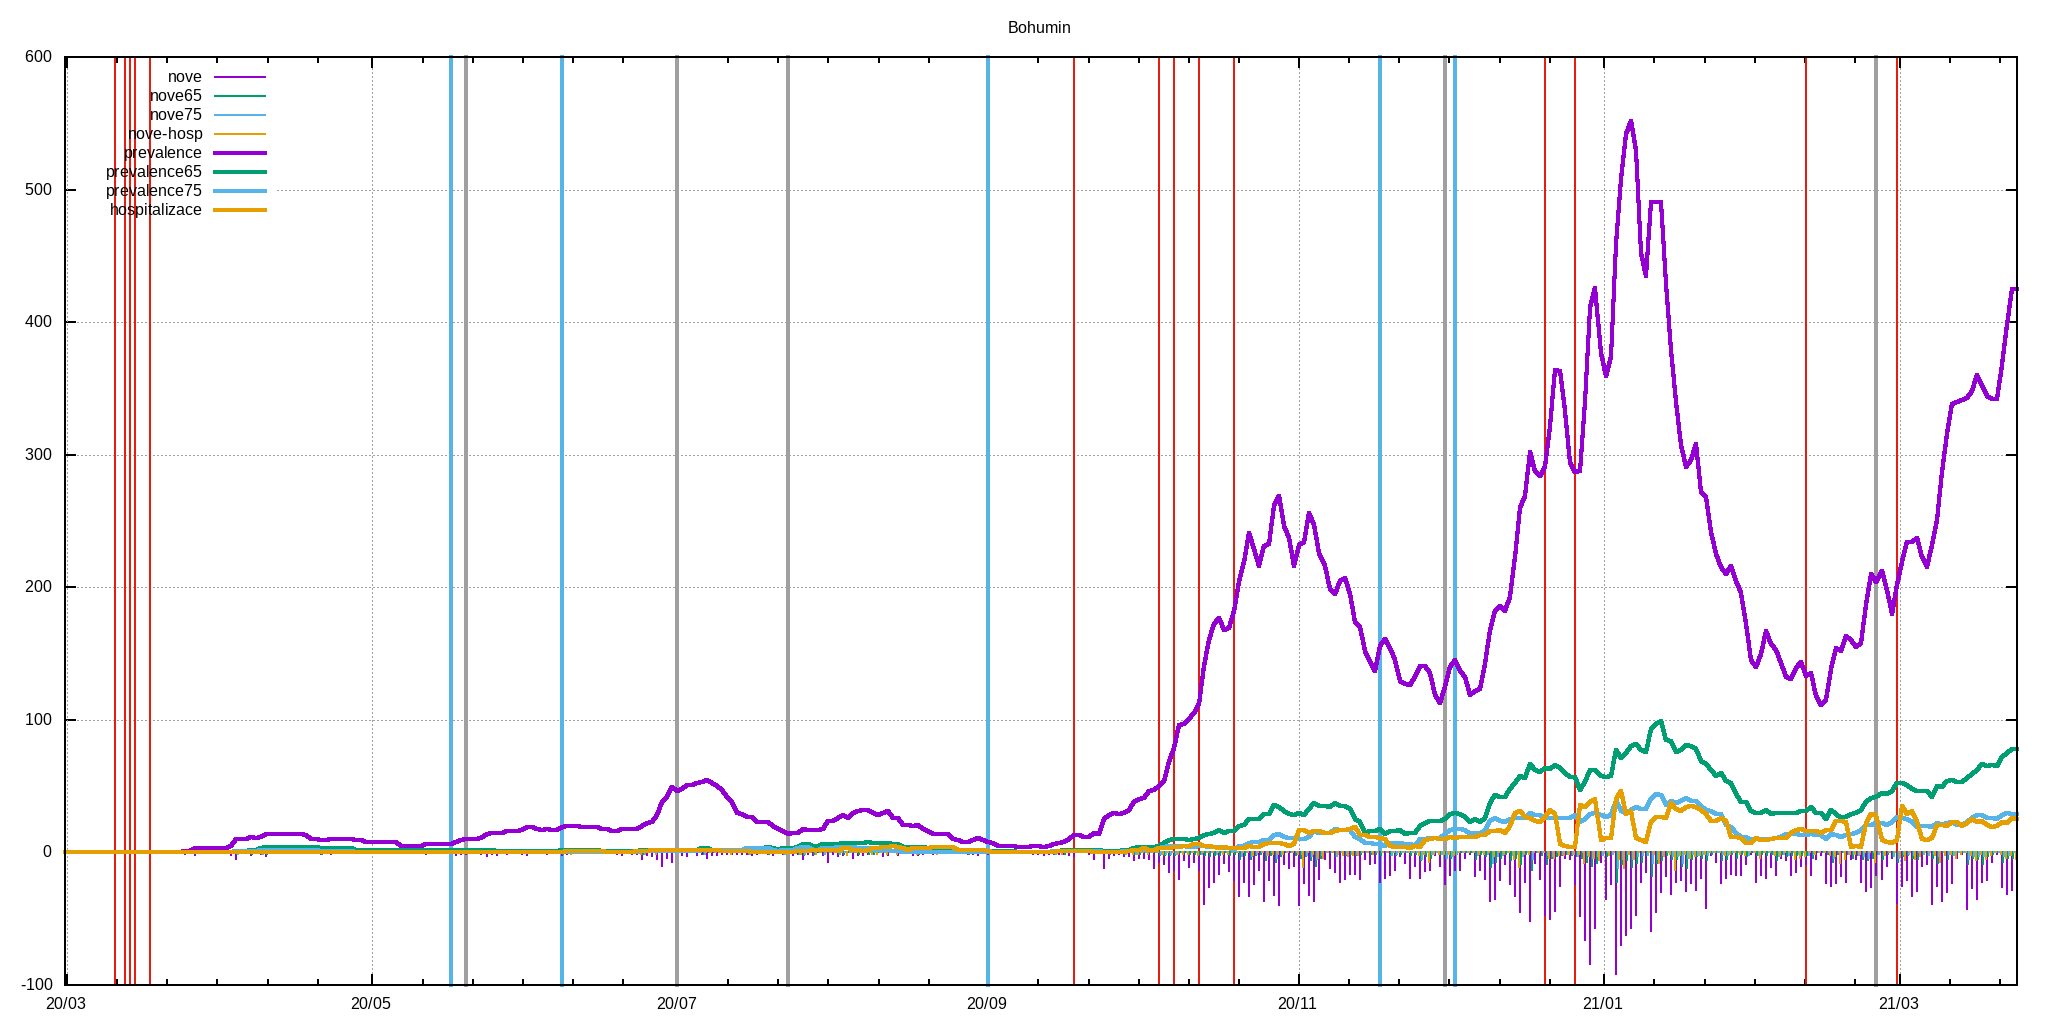 Bohumin
600
nove
nove65
nove75
nove-hosp
prevalence
prevalence65
prevalence75
hospitalizace
500
400
300
200
100
0
-100
20/03 20/05 20/07 20/09 20/11 21/01 21/03